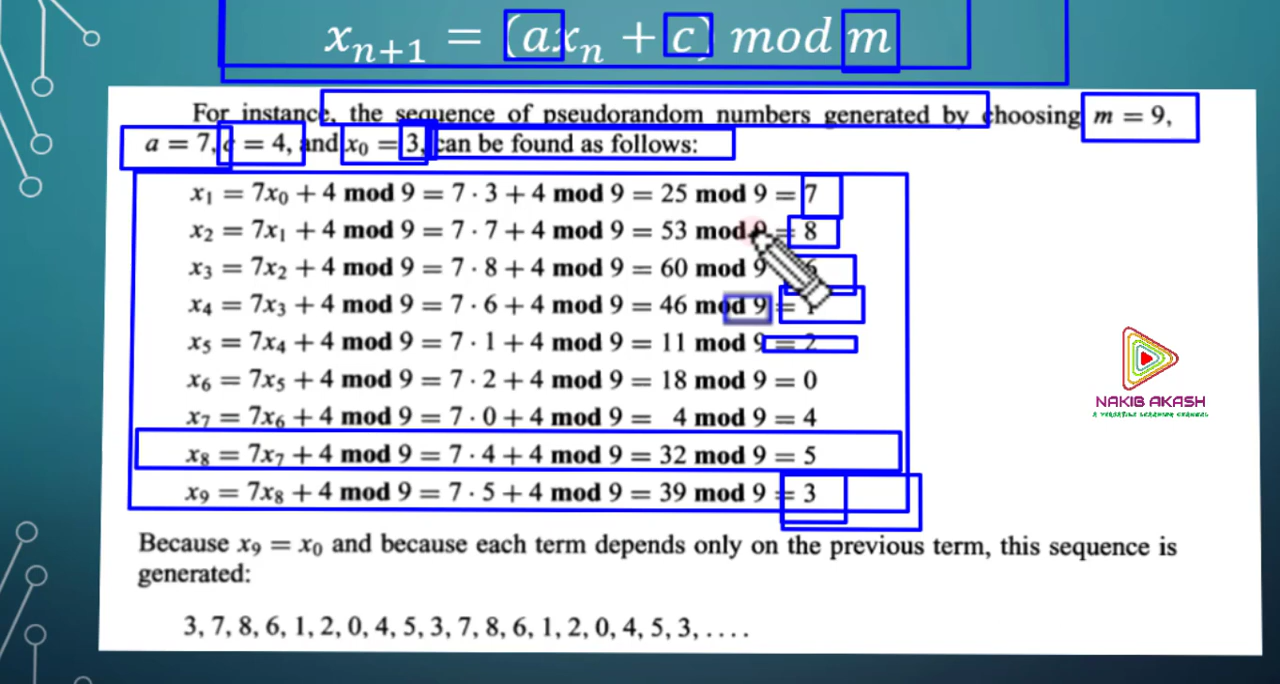 xₙ₊₁ = (axₙ + c) mod m
For instance, the sequence of pseudorandom numbers generated by choosing m = 9,
a = 7, c = 4, and x₀ = 3, can be found as follows:
x₁ = 7x₀ + 4 mod 9 = 7 · 3 + 4 mod 9 = 25 mod 9 = 7
x₂ = 7x₁ + 4 mod 9 = 7 · 7 + 4 mod 9 = 53 mod 9 = 8
x₃ = 7x₂ + 4 mod 9 = 7 · 8 + 4 mod 9 = 60 mod 9 = 6
x₄ = 7x₃ + 4 mod 9 = 7 · 6 + 4 mod 9 = 46 mod 9 = 1
x₅ = 7x₄ + 4 mod 9 = 7 · 1 + 4 mod 9 = 11 mod 9 = 2
x₆ = 7x₅ + 4 mod 9 = 7 · 2 + 4 mod 9 = 18 mod 9 = 0
x₇ = 7x₆ + 4 mod 9 = 7 · 0 + 4 mod 9 = 4 mod 9 = 4
x₈ = 7x₇ + 4 mod 9 = 7 · 4 + 4 mod 9 = 32 mod 9 = 5
x₉ = 7x₈ + 4 mod 9 = 7 · 5 + 4 mod 9 = 39 mod 9 = 3
NAKIB AKASH
A VERSATILE LEARNING CHANNEL
Because x₉ = x₀ and because each term depends only on the previous term, this sequence is
generated:
3, 7, 8, 6, 1, 2, 0, 4, 5, 3, 7, 8, 6, 1, 2, 0, 4, 5, 3, . . . .